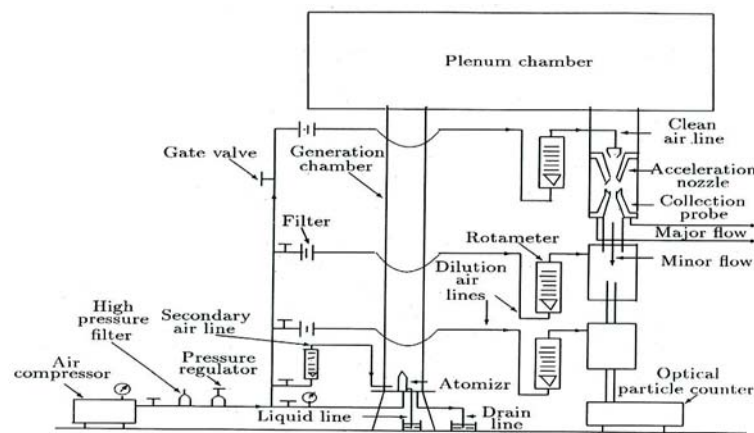 Plenum chamber
Clean air line
Gate valve
Generation chamber
Acceleration nozzle
Collection probe
Filter
Rotameter
Major flow
Minor flow
Dilution air lines
High pressure filter
Secondary air line
Pressure regulator
Air compressor
Atomizr
Optical particle counter
Liquid line
Drain line